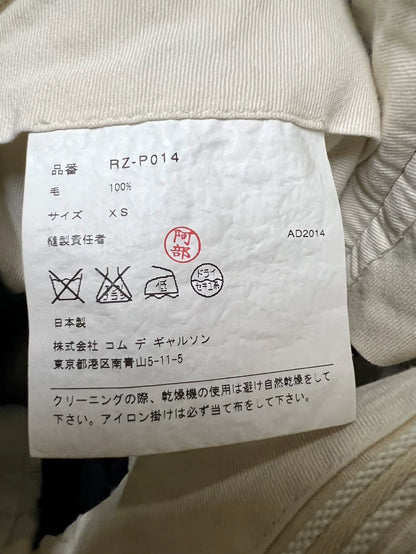 品番 RZ-P014
毛 100%
サイズ XS
縫製責任者 阿部 AD2014
低 ドライ セキユ系
日本製
株式会社 コム デ ギャルソン
東京都港区南青山5-11-5
クリーニングの際、乾燥機の使用は避け自然乾燥をして
下さい。アイロン掛けは必ず当て布をして下さい。